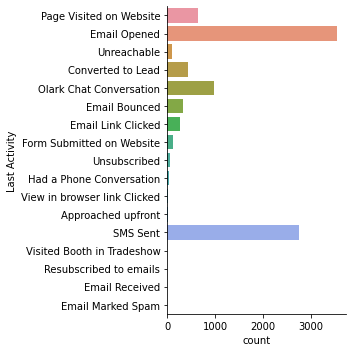 Page Visited on Website
Email Opened
Unreachable
Converted to Lead
Olark Chat Conversation
Email Bounced
Email Link Clicked
Form Submitted on Website
Unsubscribed
Had a Phone Conversation
View in browser link Clicked
Approached upfront
SMS Sent
Visited Booth in Tradeshow
Resubscribed to emails
Email Received
Email Marked Spam
Last Activity
0 1000 2000 3000
count